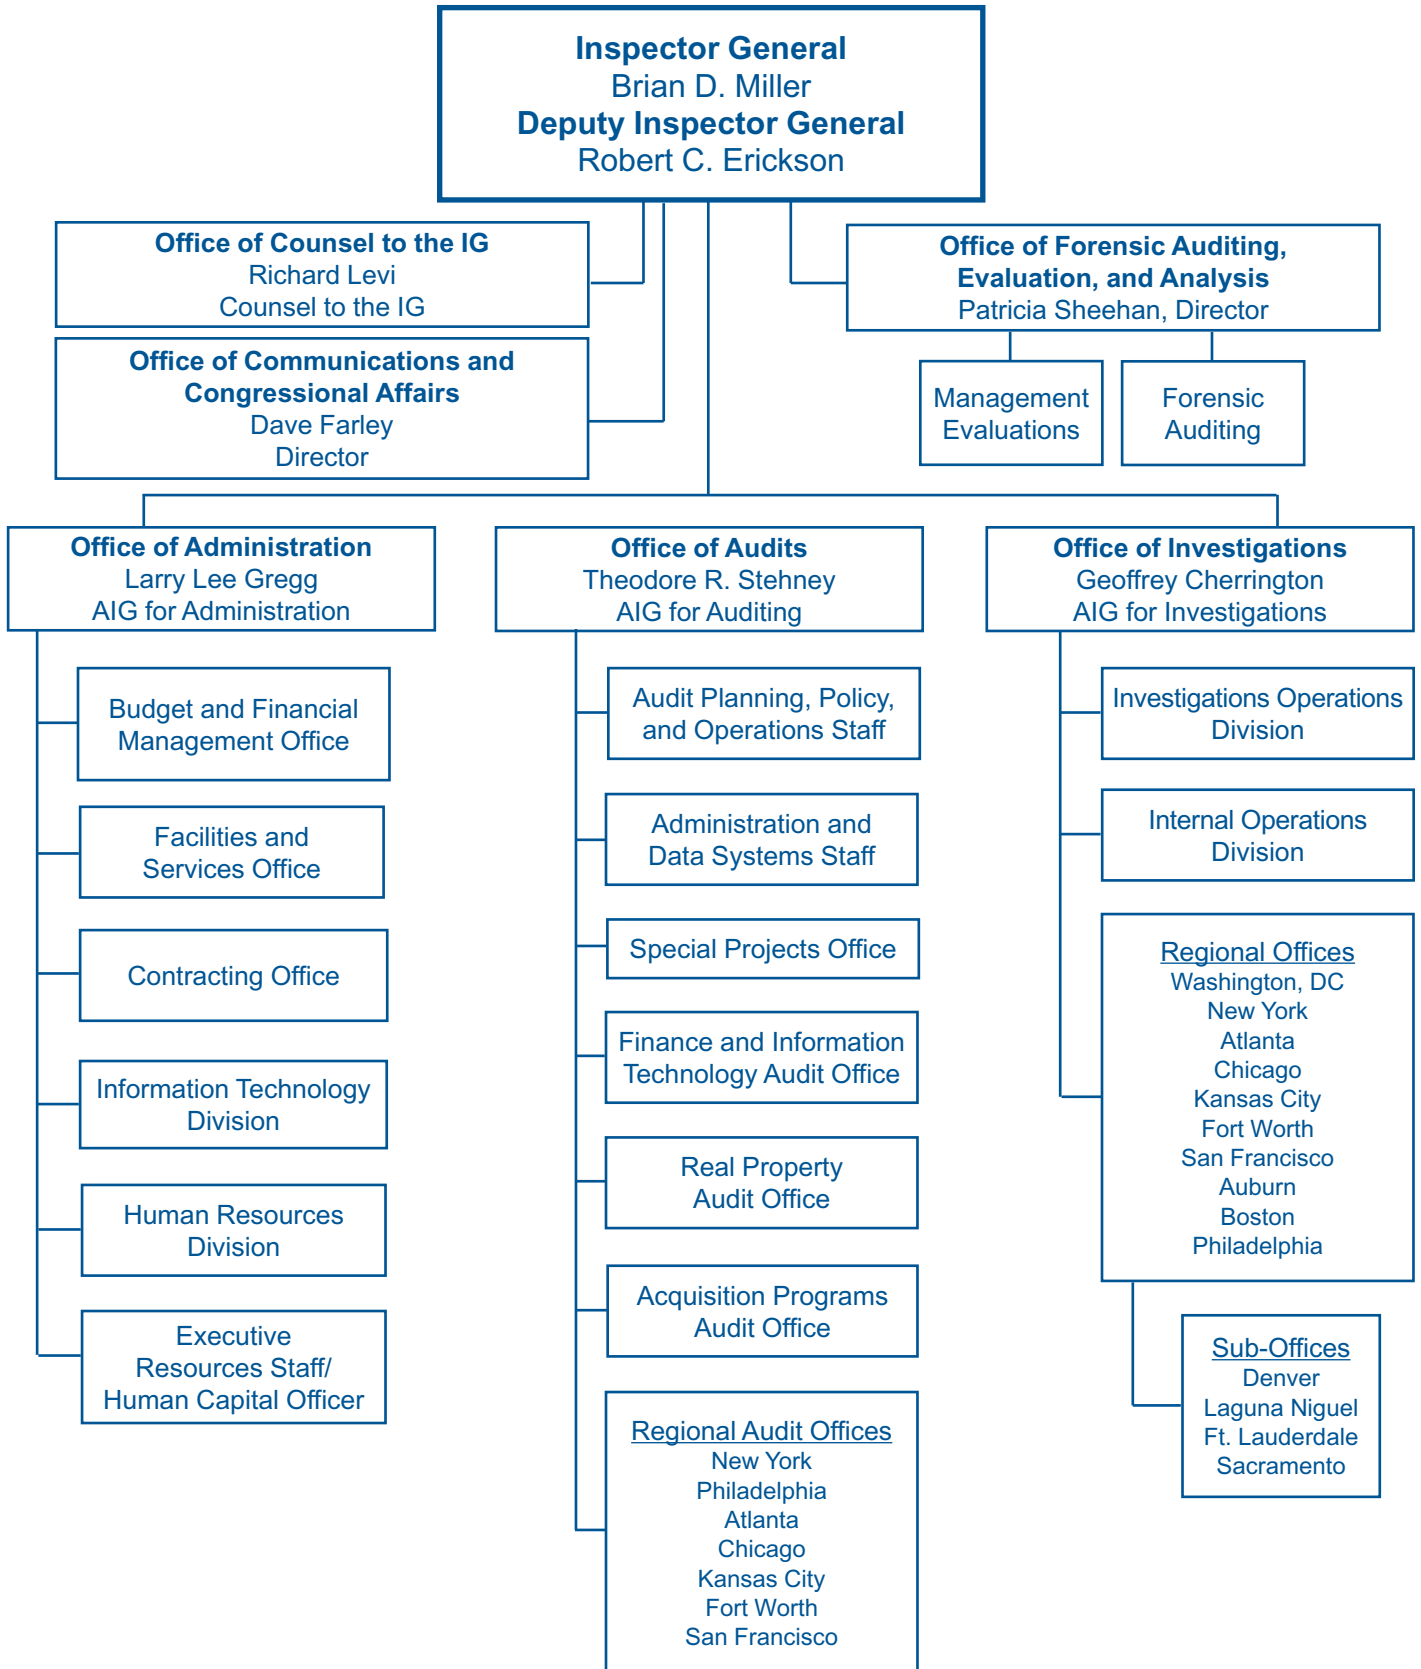 Inspector General
Brian D. Miller
Deputy Inspector General
Robert C. Erickson
Office of Counsel to the IG
Richard Levi
Counsel to the IG
Office of Communications and
Congressional Affairs
Dave Farley
Director
Office of Forensic Auditing,
Evaluation, and Analysis
Patricia Sheehan, Director
Management
Evaluations
Forensic
Auditing
Office of Administration
Larry Lee Gregg
AIG for Administration
Budget and Financial
Management Office
Facilities and
Services Office
Contracting Office
Information Technology
Division
Human Resources
Division
Executive
Resources Staff/
Human Capital Officer
Office of Audits
Theodore R. Stehney
AIG for Auditing
Audit Planning, Policy,
and Operations Staff
Administration and
Data Systems Staff
Special Projects Office
Finance and Information
Technology Audit Office
Real Property
Audit Office
Acquisition Programs
Audit Office
Regional Audit Offices
New York
Philadelphia
Atlanta
Chicago
Kansas City
Fort Worth
San Francisco
Office of Investigations
Geoffrey Cherrington
AIG for Investigations
Investigations Operations
Division
Internal Operations
Division
Regional Offices
Washington, DC
New York
Atlanta
Chicago
Kansas City
Fort Worth
San Francisco
Auburn
Boston
Philadelphia
Sub-Offices
Denver
Laguna Niguel
Ft. Lauderdale
Sacramento